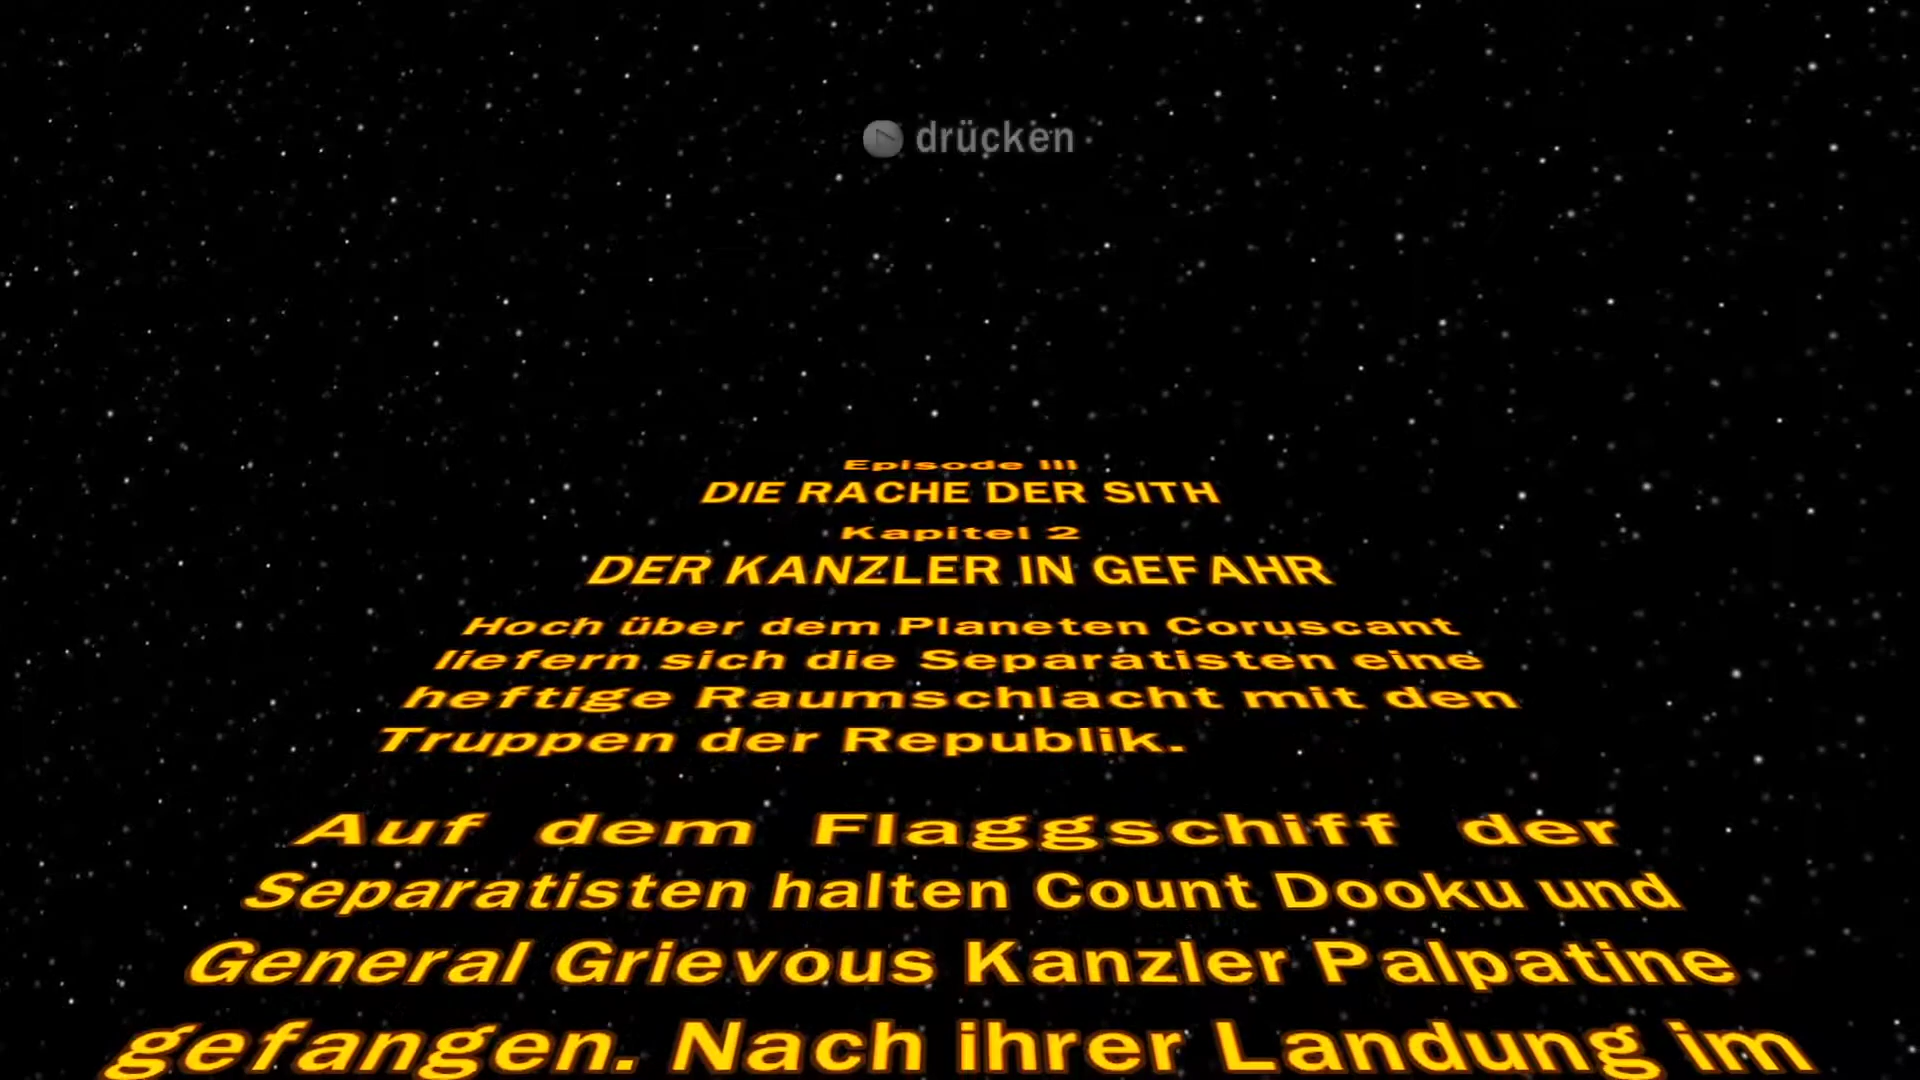 drücken
Episode III
DIE RACHE DER SITH
Kapitel 2
DER KANZLER IN GEFAHR
Hoch über dem Planeten Coruscant
liefern sich die Separatisten eine
heftige Raumschlacht mit den
Truppen der Republik.
Auf dem Flaggschiff der
Separatisten halten Count Dooku und
General Grievous Kanzler Palpatine
gefangen. Nach ihrer Landung im